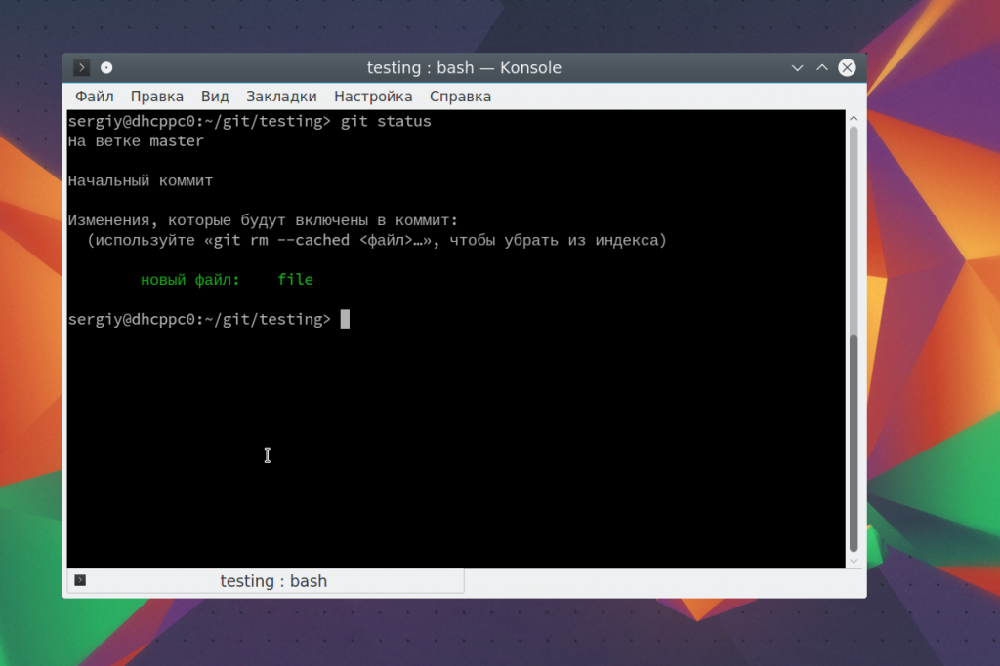 testing : bash — Konsole
Файл Правка Вид Закладки Настройка Справка
sergiy@dhcppc0:~/git/testing> git status
На ветке master
Начальный коммит
Изменения, которые будут включены в коммит:
(используйте «git rm --cached <файл>…», чтобы убрать из индекса)
новый файл: file
sergiy@dhcppc0:~/git/testing>
testing : bash